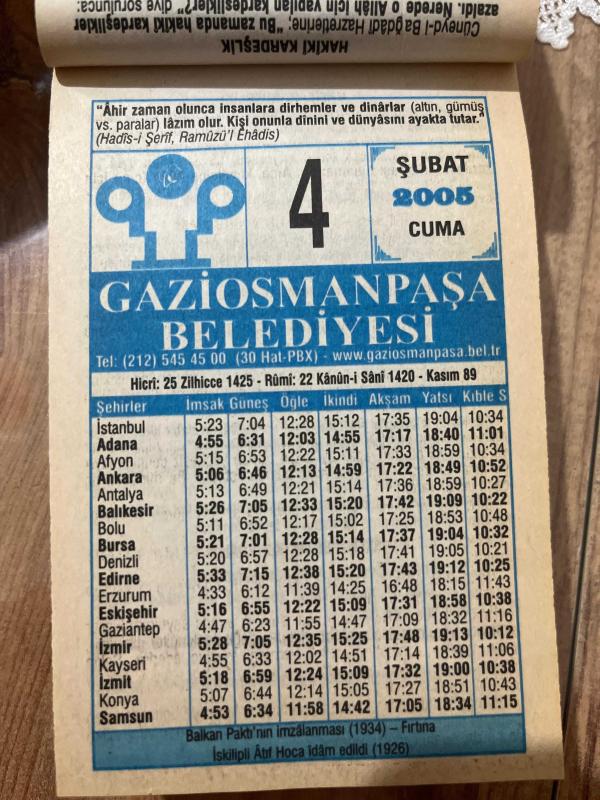 HAKİKİ KARDEŞLİK
Cüneyd-i Bağdâdî Hazretlerine; "Bu zamanda hakîkî kardeşlikler
azaldı. Nerede o Allâh için yapılan kardeşlikler?" diye sorulunca:
"Âhir zaman olunca insanlara dirhemler ve dinârlar (altın, gümüş
vs. paralar) lâzım olur. Kişi onunla dînini ve dünyâsını ayakta tutar."
(Hadîs-i Şerîf, Ramûzü'l Ehâdis)
4
ŞUBAT
2005
CUMA
GAZİOSMANPAŞA
BELEDİYESİ
Tel: (212) 545 45 00 (30 Hat-PBX) - www.gaziosmanpasa.bel.tr
Hicrî: 25 Zilhicce 1425 - Rûmî: 22 Kânûn-i Sânî 1420 - Kasım 89
Şehirler İmsak Güneş Öğle İkindi Akşam Yatsı Kıble S
İstanbul 5:23 7:04 12:28 15:12 17:35 19:04 10:34
Adana 4:55 6:31 12:03 14:55 17:17 18:40 11:01
Afyon 5:15 6:53 12:22 15:11 17:33 18:59 10:34
Ankara 5:06 6:46 12:13 14:59 17:22 18:49 10:52
Antalya 5:13 6:49 12:21 15:14 17:36 18:59 10:27
Balıkesir 5:26 7:05 12:33 15:20 17:42 19:09 10:22
Bolu 5:11 6:52 12:17 15:02 17:25 18:53 10:48
Bursa 5:21 7:01 12:28 15:14 17:37 19:04 10:32
Denizli 5:20 6:57 12:28 15:18 17:41 19:05 10:21
Edirne 5:33 7:15 12:38 15:20 17:43 19:12 10:25
Erzurum 4:33 6:12 11:39 14:25 16:48 18:15 11:43
Eskişehir 5:16 6:55 12:22 15:09 17:31 18:58 10:38
Gaziantep 4:47 6:23 11:55 14:47 17:09 18:32 11:16
İzmir 5:28 7:05 12:35 15:25 17:48 19:13 10:12
Kayseri 4:55 6:33 12:02 14:51 17:14 18:39 11:06
İzmit 5:18 6:59 12:24 15:09 17:32 19:00 10:38
Konya 5:07 6:44 12:14 15:05 17:27 18:51 10:43
Samsun 4:53 6:34 11:58 14:42 17:05 18:34 11:15
Balkan Paktı'nın imzâlanması (1934) – Fırtına
İskilipli Âtıf Hoca îdâm edildi (1926)